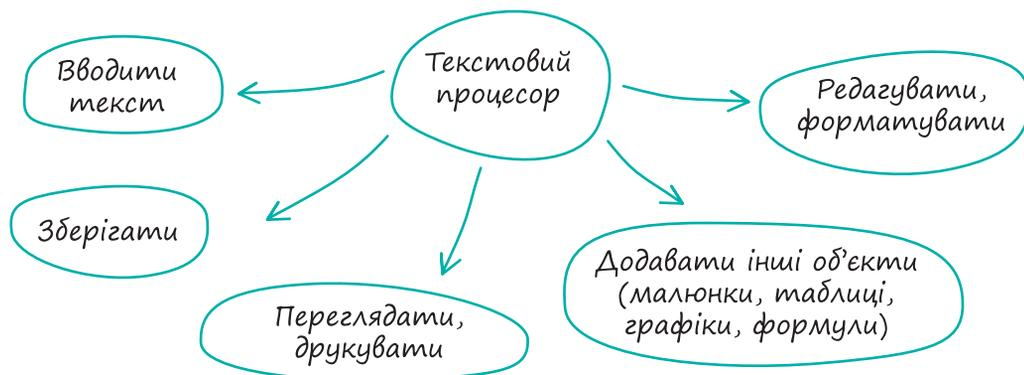 Текстовий
процесор
Вводити
текст
Редагувати,
форматувати
Зберігати
Додавати інші об’єкти
(малюнки, таблиці,
графіки, формули)
Переглядати,
друкувати